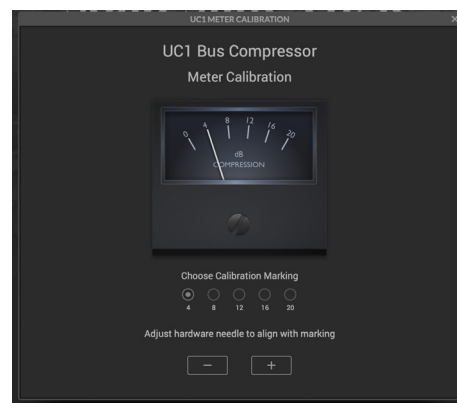 UC1 METER CALIBRATION ×
UC1 Bus Compressor
Meter Calibration
0 4 8 12 16 20
dB
COMPRESSION
Choose Calibration Marking
4 8 12 16 20
Adjust hardware needle to align with marking
− +